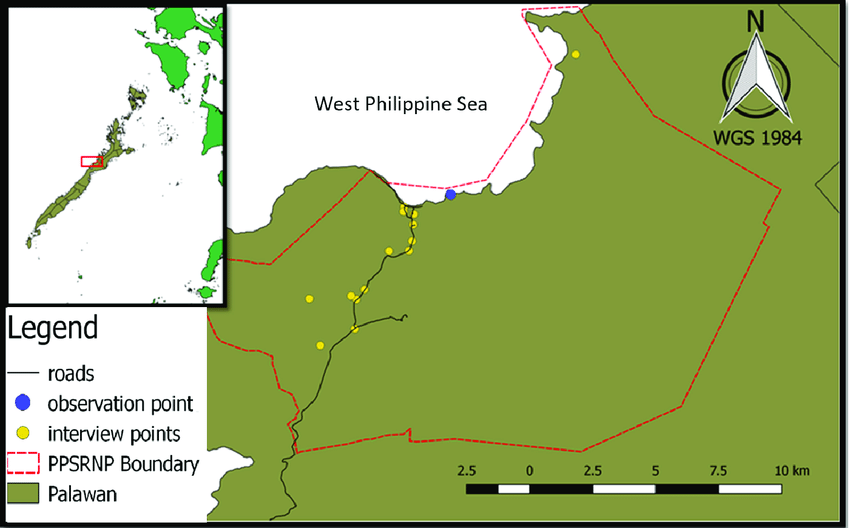 West Philippine Sea
N
WGS 1984
Legend
roads
observation point
interview points
PPSRNP Boundary
Palawan
2.5 0 2.5 5 7.5 10 km